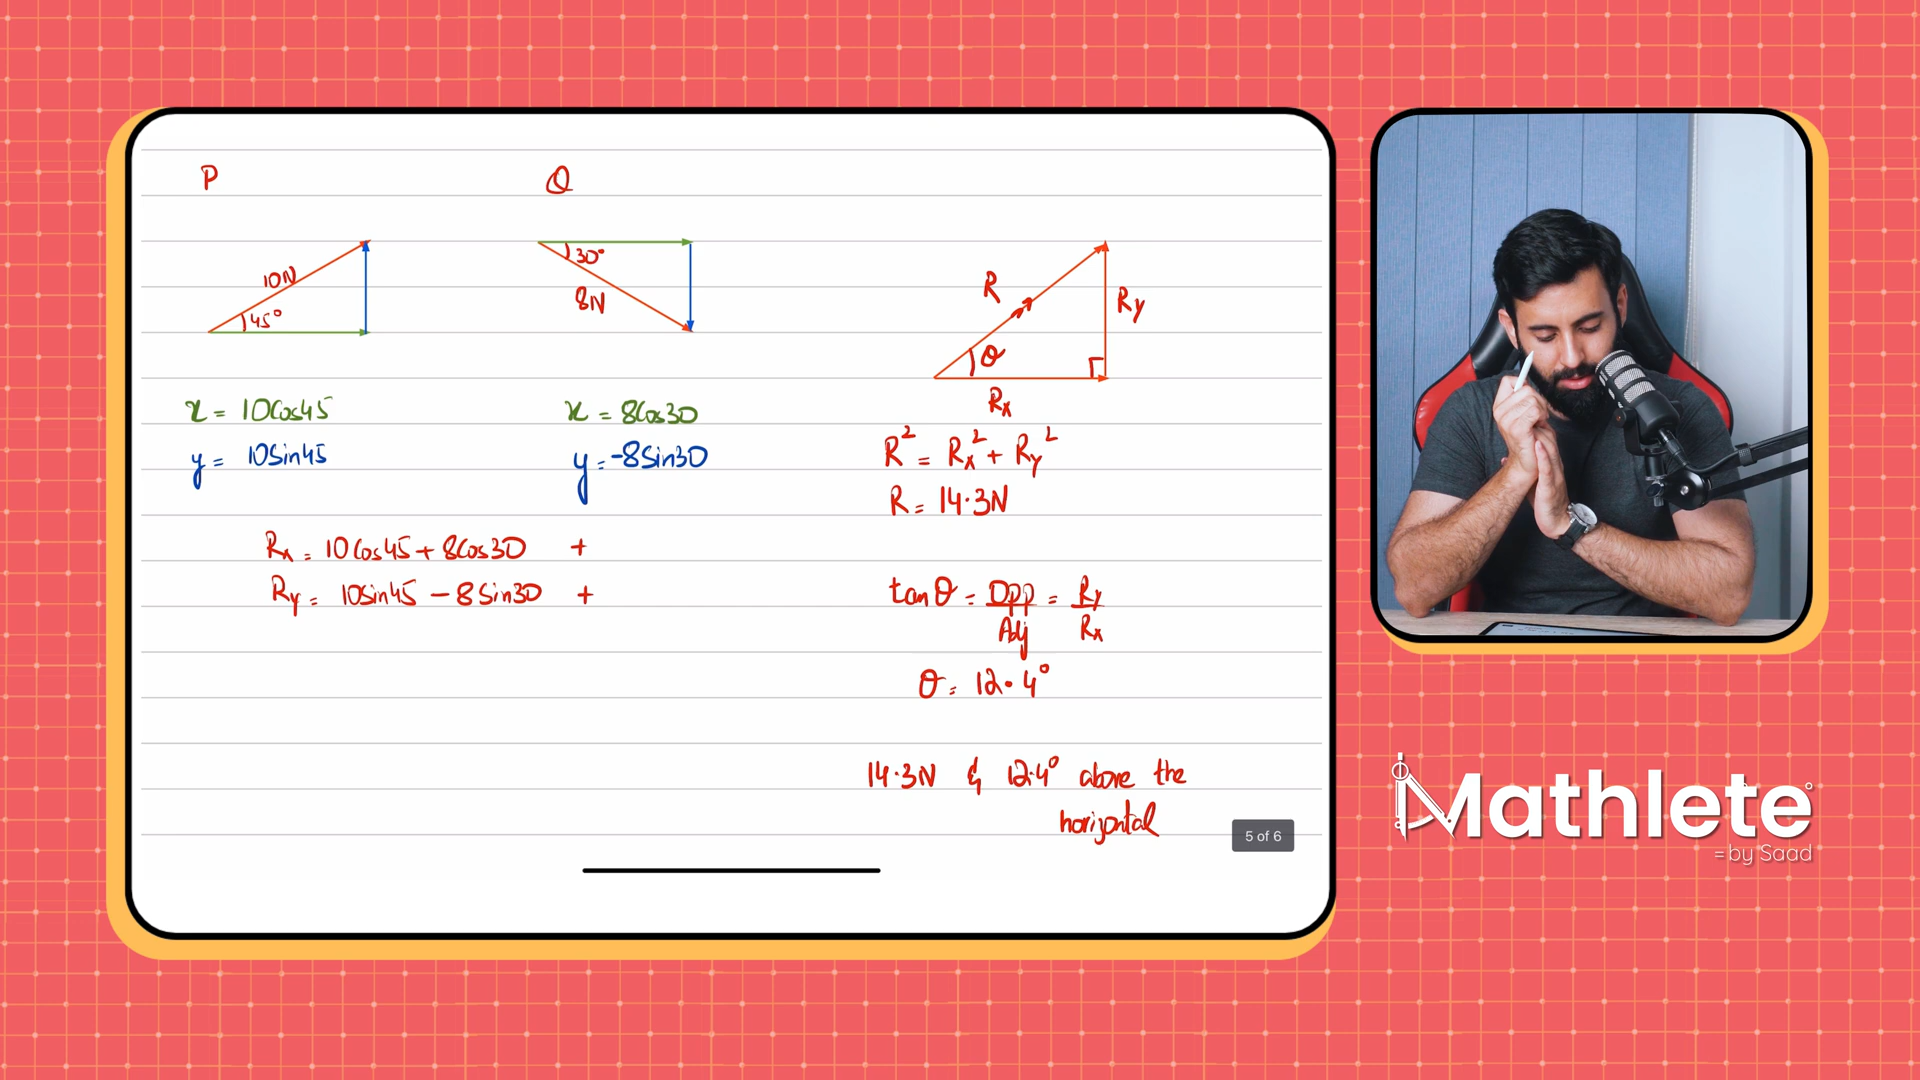 P
Q
10N
45°
30°
8N
R
Ry
θ
Rx
x = 10Cos45
y = 10Sin45
x = 8Cos30
y = -8Sin30
Rx = 10Cos45 + 8Cos30 +
Ry = 10Sin45 - 8Sin30 +
R² = Rx² + Ry²
R = 14.3N
tanθ = Opp/Adj = Ry/Rx
θ = 12.4°
14.3N & 12.4° above the
horizontal
5 of 6
Mathlete
= by Saad